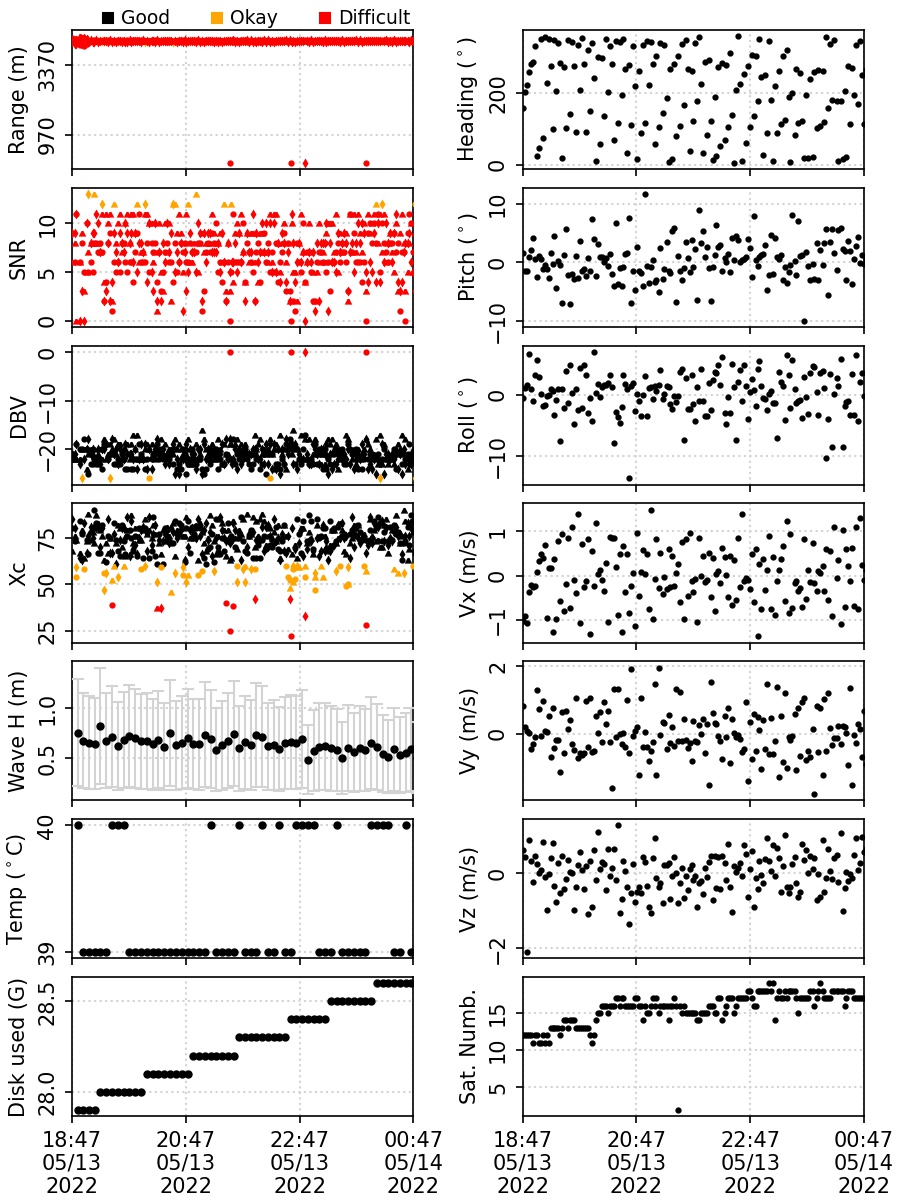 Good Okay Difficult
Range (m)
3370
970
Heading (°)
200
0
SNR
10
5
0
Pitch (°)
10
0
−10
DBV
0
−10
−20
Roll (°)
0
−10
Xc
75
50
25
Vx (m/s)
1
0
−1
Wave H (m)
1.0
0.5
Vy (m/s)
2
0
Temp (°C)
40
39
Vz (m/s)
0
−2
Disk used (G)
28.5
28.0
Sat. Numb.
15
10
5
18:47 20:47 22:47 00:47
05/13 05/13 05/13 05/14
2022 2022 2022 2022
18:47 20:47 22:47 00:47
05/13 05/13 05/13 05/14
2022 2022 2022 2022